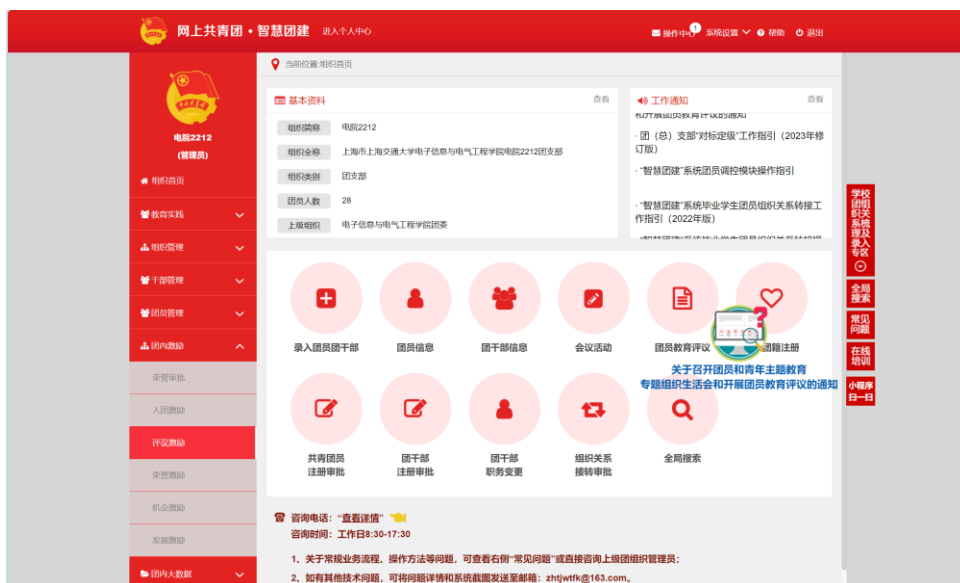 网上共青团·智慧团建 进入个人中心
操作中心 1 系统设置 帮助 退出
电院2212
(管理员)
组织首页
教育实践
组织管理
干部管理
团员管理
团内激励
荣誉审批
入团激励
评议激励
荣誉激励
机会激励
发展激励
团内大数据
当前位置:组织首页
基本资料 查看
组织简称 电院2212
组织全称 上海市上海交通大学电子信息与电气工程学院电院2212团支部
组织类别 团支部
团员人数 28
上级组织 电子信息与电气工程学院团委
工作通知 查看
和开展团员教育评议的通知
· 团（总）支部“对标定级”工作指引（2023年修
订版）
· “智慧团建”系统团员调控模块操作指引
· “智慧团建”系统毕业学生团员组织关系转接工
作指引（2022年版）
录入团员团干部 团员信息 团干部信息 会议活动 团员教育评议 团籍注册
关于召开团员和青年主题教育
专题组织生活会和开展团员教育评议的通知
共青团员 团干部 团干部 组织关系 全局搜索
注册审批 注册审批 职务变更 接转审批
咨询电话：“查看详情”
咨询时间：工作日8:30-17:30
1、关于常规业务流程、操作方法等问题，可查看右侧“常见问题”或直接咨询上级团组织管理员；
2、如有其他技术问题，可将问题详情和系统截图发送至邮箱：zhtjwtfk@163.com。
学校
团组
织关
系梳
理及
录入
专区
全局
搜索
常见
问题
在线
培训
小程序
扫一扫